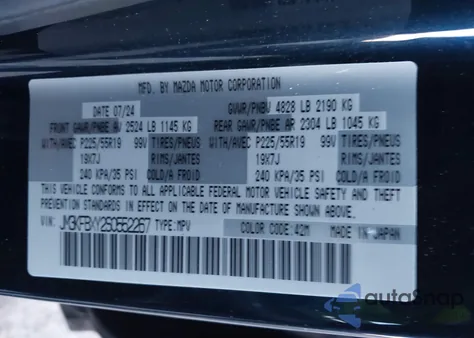 MFD. BY MAZDA MOTOR CORPORATION
DATE 07/24 GVWR/PNBV 4828 LB 2190 KG
FRONT GAWR/PNBE AV 2524 LB 1145 KG REAR GAWR/PNBE AR 2304 LB 1045 KG
WITH/AVEC P225/55R19 99V TIRES/PNEUS WITH/AVEC P225/55R19 99V TIRES/PNEUS
19X7J RIMS/JANTES 19X7J RIMS/JANTES
240 KPA/35 PSI COLD/A FROID 240 KPA/35 PSI COLD/A FROID
THIS VEHICLE CONFORMS TO ALL APPLICABLE FEDERAL MOTOR VEHICLE SAFETY AND THEFT
PREVENTION STANDARDS IN EFFECT ON THE DATE OF MANUFACTURE SHOWN ABOVE.
VIN: TYPE: MPV COLOR CODE: 42M MADE IN JAPAN
autoSnap